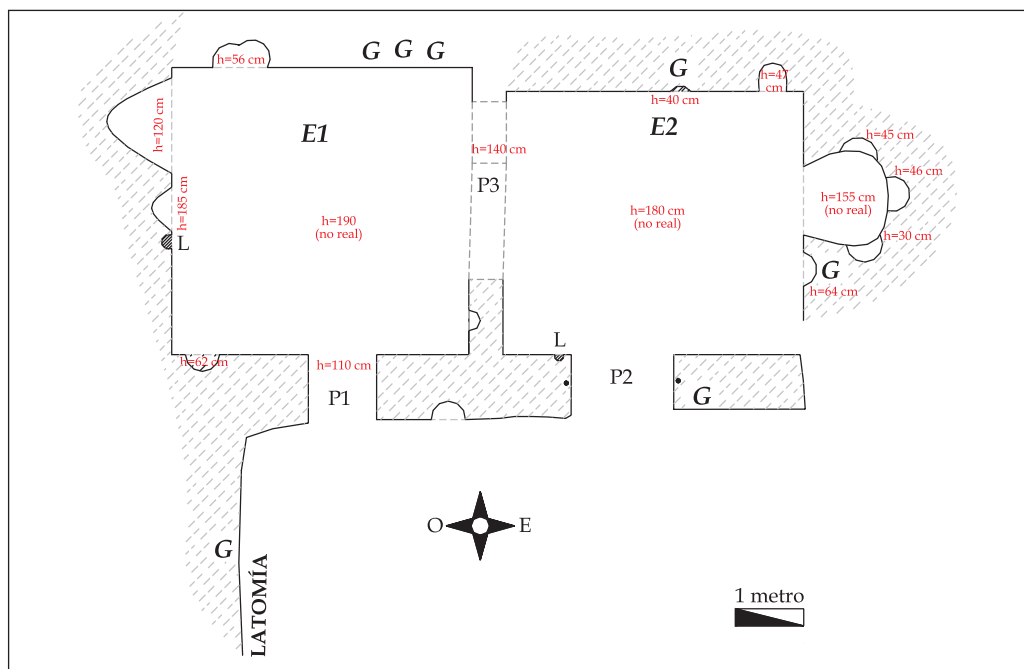 G G G
h=56 cm
G
h=47
cm
h=40 cm
E1
E2
h=120 cm
h=140 cm
h=45 cm
h=46 cm
P3
h=185 cm
h=155 cm
(no real)
h=190
(no real)
h=180 cm
(no real)
L
h=30 cm
G
h=64 cm
L
h=62 cm
h=110 cm
P1
P2
G
O
E
G
LATOMÍA
1 metro